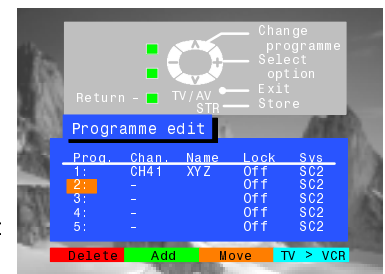 Change
programme
Select
option
Exit
Return - TV/AV
STR Store
Programme edit
Prog. Chan. Name Lock Sys
1: CH41 XYZ Off SC2
2: - Off SC2
3: - Off SC2
4: - Off SC2
5: - Off SC2
Delete Add Move TV > VCR
: